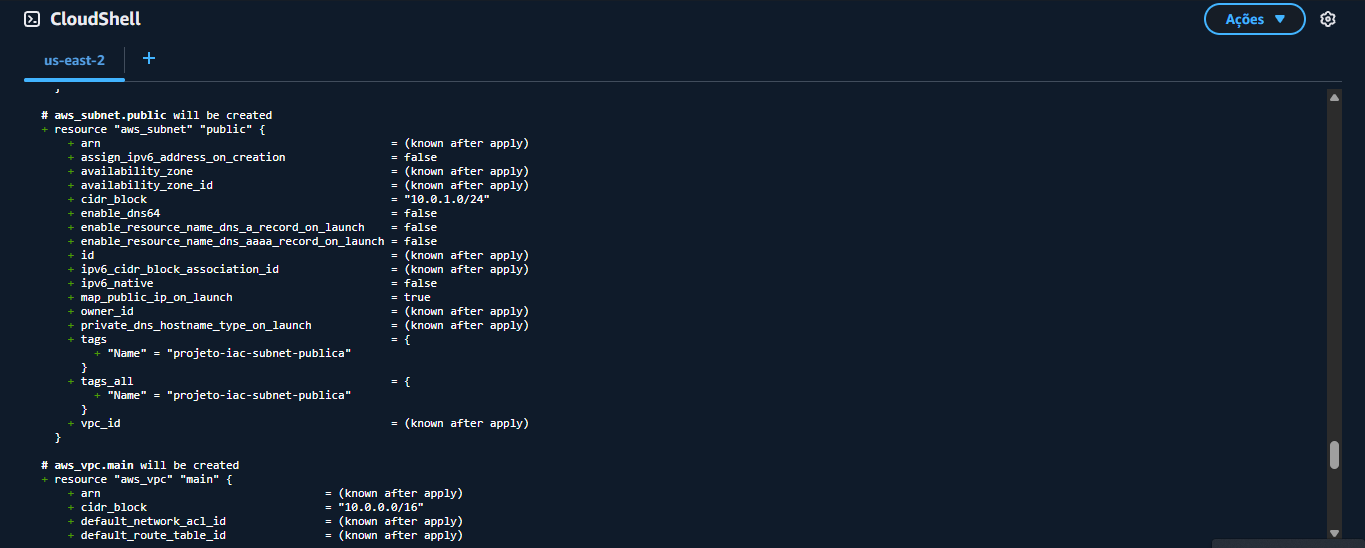 CloudShell
Ações
us-east-2
+
}
# aws_subnet.public will be created
+ resource "aws_subnet" "public" {
+ arn = (known after apply)
+ assign_ipv6_address_on_creation = false
+ availability_zone = (known after apply)
+ availability_zone_id = (known after apply)
+ cidr_block = "10.0.1.0/24"
+ enable_dns64 = false
+ enable_resource_name_dns_a_record_on_launch = false
+ enable_resource_name_dns_aaaa_record_on_launch = false
+ id = (known after apply)
+ ipv6_cidr_block_association_id = (known after apply)
+ ipv6_native = false
+ map_public_ip_on_launch = true
+ owner_id = (known after apply)
+ private_dns_hostname_type_on_launch = (known after apply)
+ tags = {
+ "Name" = "projeto-iac-subnet-publica"
}
+ tags_all = {
+ "Name" = "projeto-iac-subnet-publica"
}
+ vpc_id = (known after apply)
}
# aws_vpc.main will be created
+ resource "aws_vpc" "main" {
+ arn = (known after apply)
+ cidr_block = "10.0.0.0/16"
+ default_network_acl_id = (known after apply)
+ default_route_table_id = (known after apply)